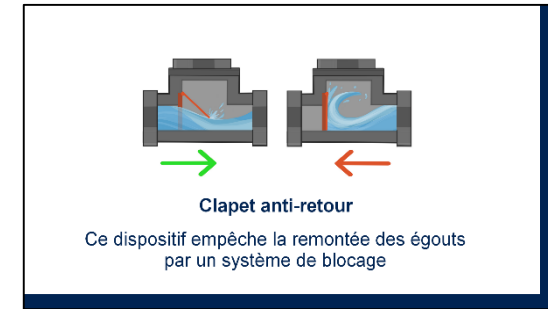 Clapet anti-retour
Ce dispositif empêche la remontée des égouts
par un système de blocage